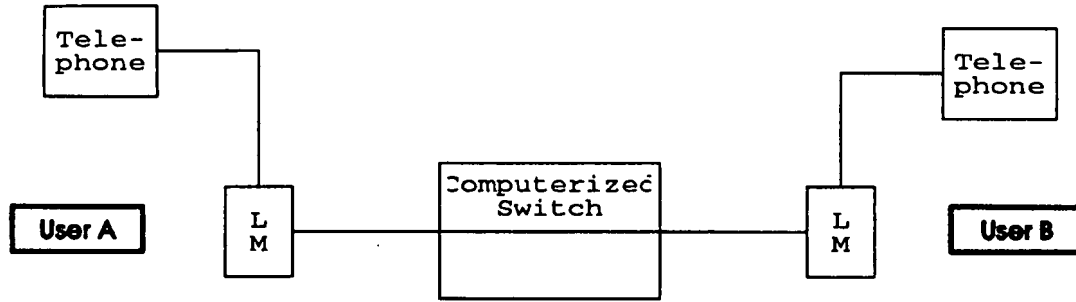 Tele-
phone
Tele-
phone
Computerized
Switch
L
M
L
M
User A
User B